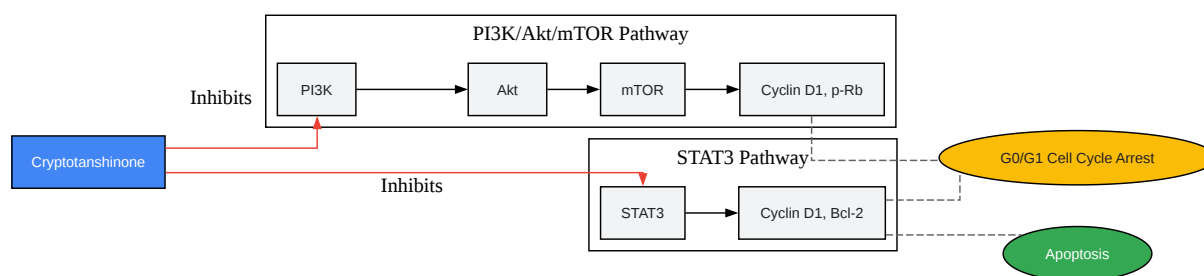 PI3K/Akt/mTOR Pathway
PI3K
Akt
mTOR
Cyclin D1, p-Rb
Inhibits
Cryptotanshinone
STAT3 Pathway
G0/G1 Cell Cycle Arrest
Inhibits
STAT3
Cyclin D1, Bcl-2
Apoptosis